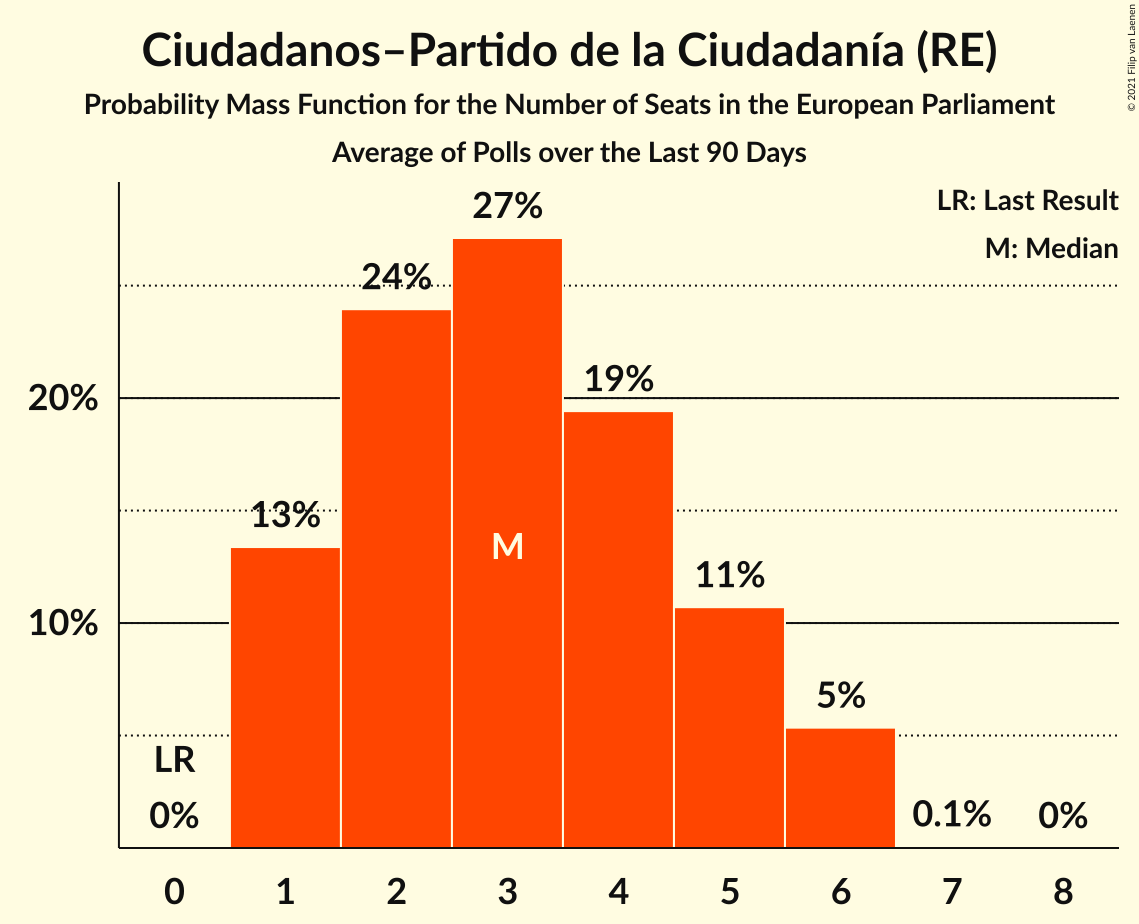 Ciudadanos–Partido de la Ciudadanía (RE)
Probability Mass Function for the Number of Seats in the European Parliament
Average of Polls over the Last 90 Days
© 2021 Filip van Laenen
LR: Last Result
M: Median
27%
24%
19%
20%
13%
M
11%
10%
5%
LR
0%
0.1%
0%
0 1 2 3 4 5 6 7 8